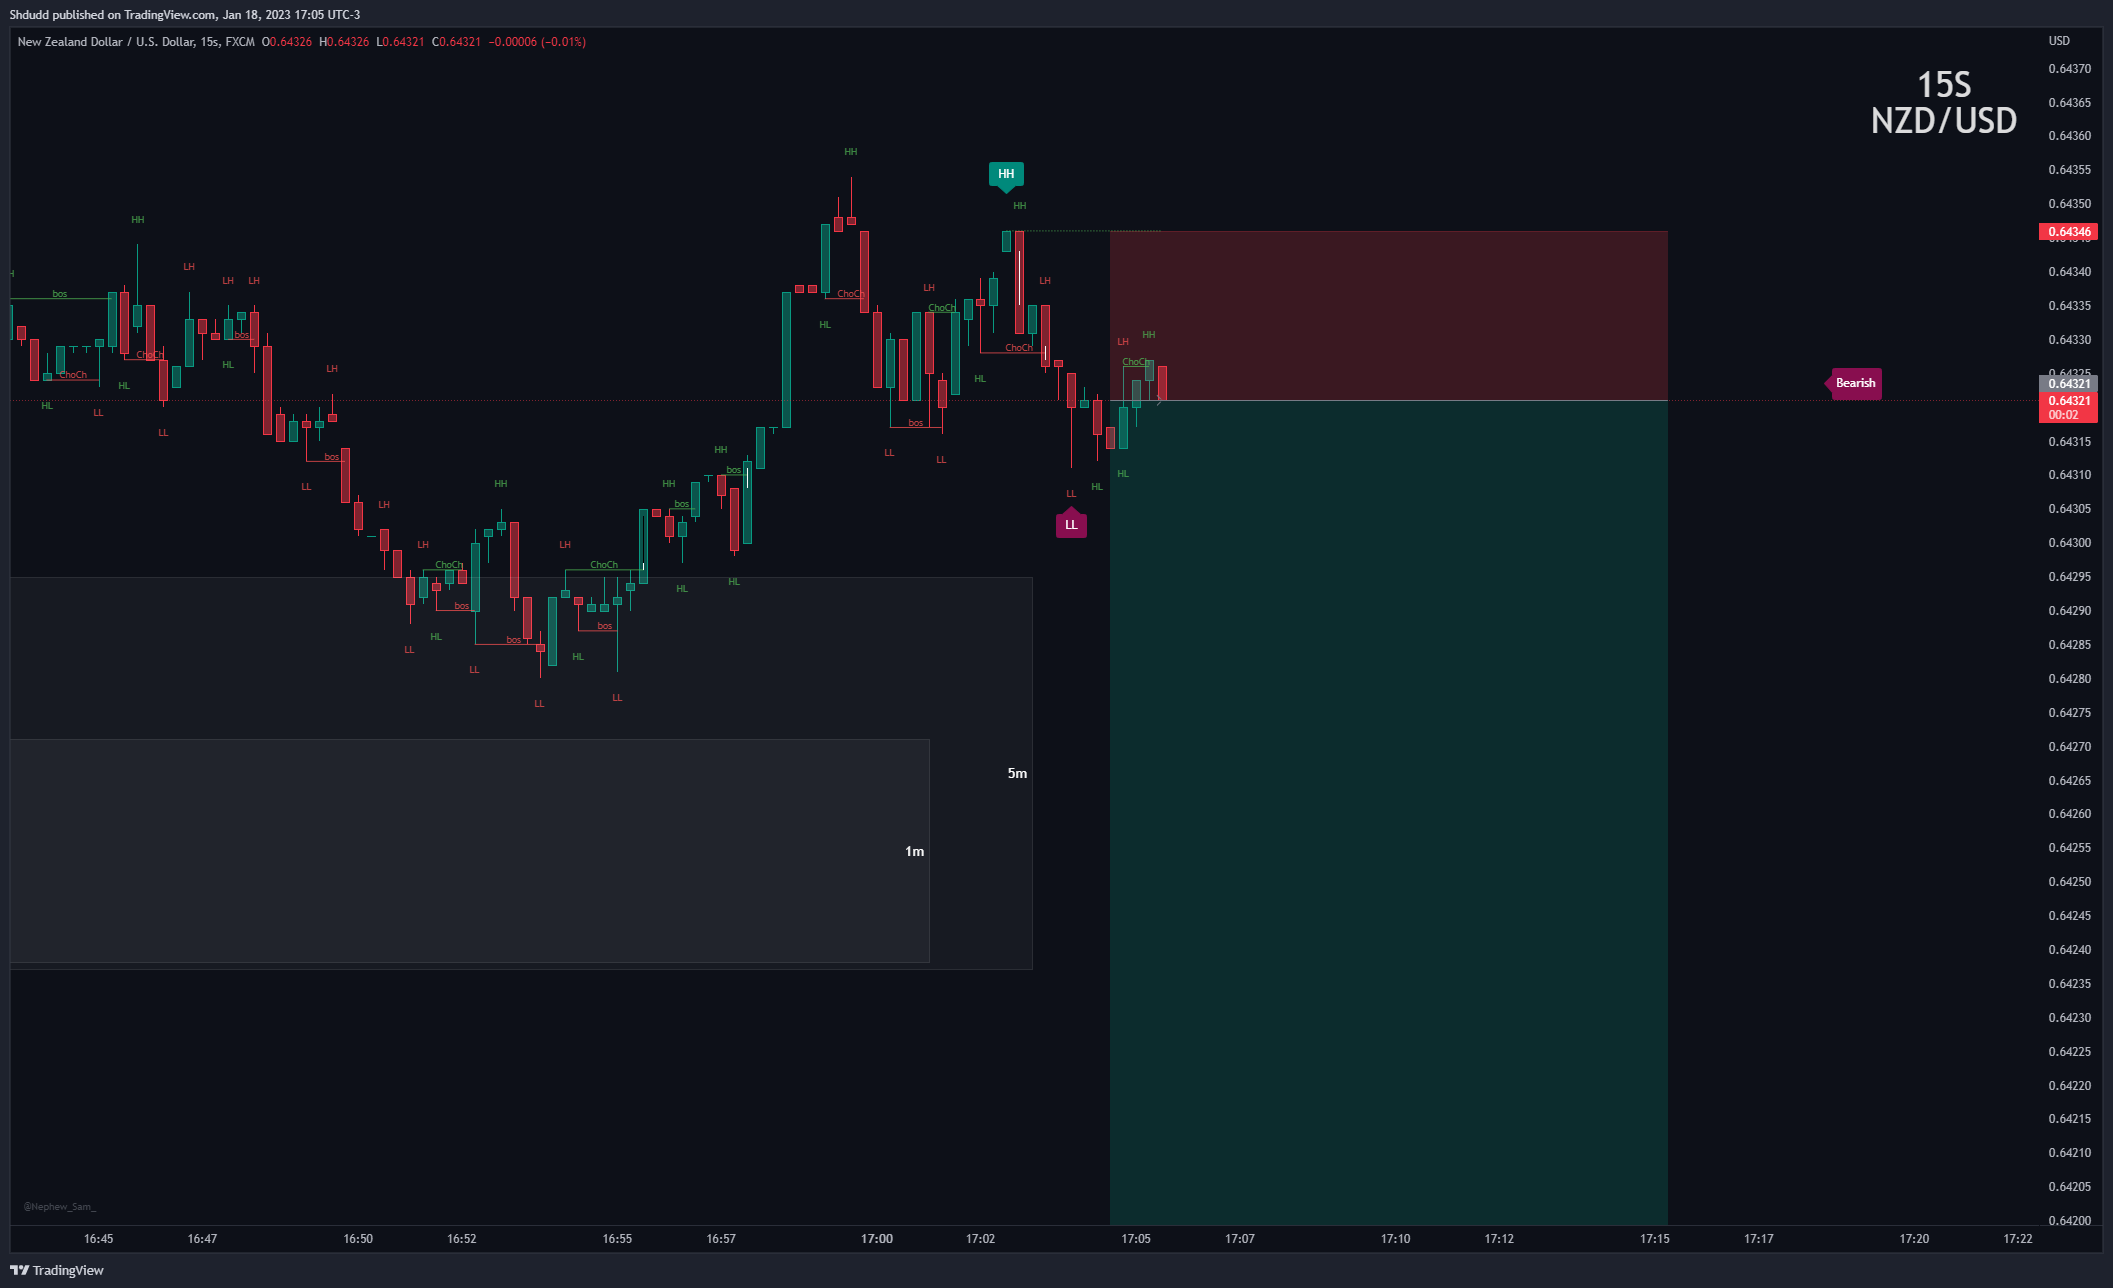 Shdudd published on TradingView.com, Jan 18, 2023 17:05 UTC-3
New Zealand Dollar / U.S. Dollar, 15s, FXCM O0.64326 H0.64326 L0.64321 C0.64321 −0.00006 (−0.01%)
USD
15S
NZD/USD
0.64370
0.64365
0.64360
0.64355
0.64350
0.64346
0.64340
0.64335
0.64330
0.64325
0.64321
0.64321
00:02
0.64315
0.64310
0.64305
0.64300
0.64295
0.64290
0.64285
0.64280
0.64275
0.64270
0.64265
0.64260
0.64255
0.64250
0.64245
0.64240
0.64235
0.64230
0.64225
0.64220
0.64215
0.64210
0.64205
0.64200
HH
HH
HH
HH
LH
LH
LH
LH
LH
bos
ChoCh
ChoCh
HL
HL
HL
LL
LL
bos
ChoCh
HL
ChoCh
ChoCh
HL
LH
LH
HH
ChoCh
Bearish
LH
bos
LL
LH
HH
LH
LH
ChoCh
ChoCh
bos
bos
bos
bos
LL
HL
LL
LL
HL
LL
HH
HH
bos
bos
HL
HL
bos
LL
LL
LL
HL
HL
LL
5m
1m
@Nephew_Sam_
16:45 16:47 16:50 16:52 16:55 16:57 17:00 17:02 17:05 17:07 17:10 17:12 17:15 17:17 17:20 17:22
TradingView